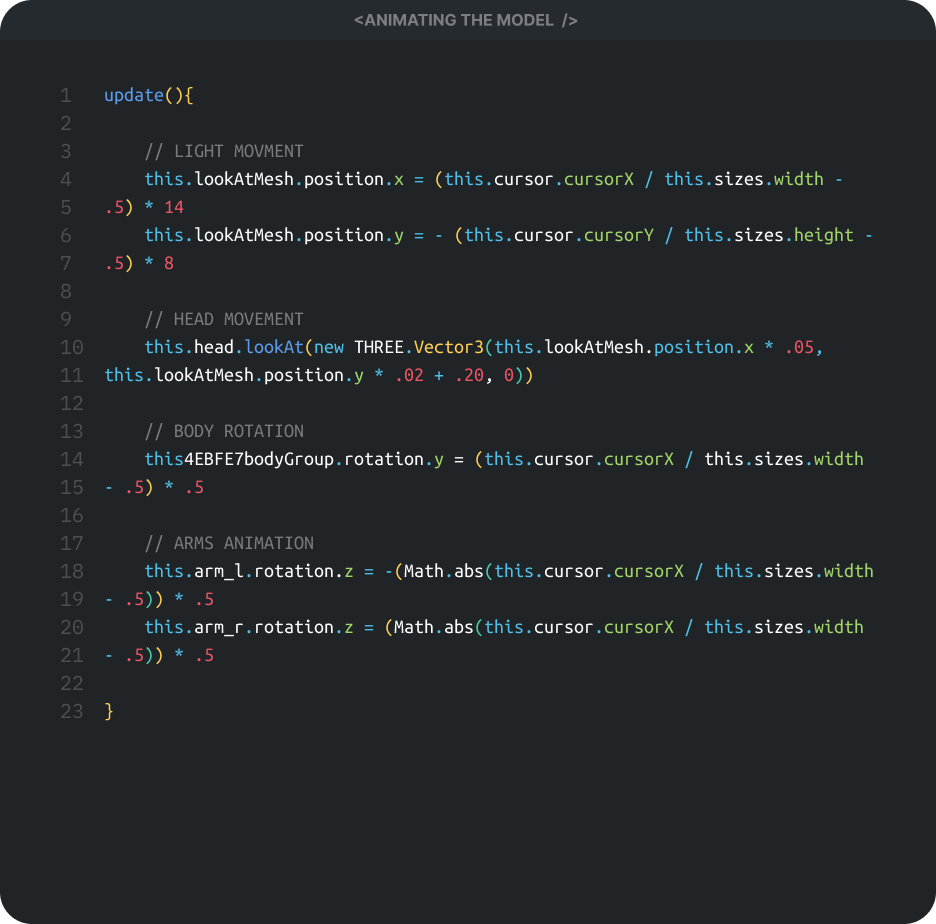 <ANIMATING THE MODEL />
1 update(){
2
3 // LIGHT MOVMENT
4 this.lookAtMesh.position.x = (this.cursor.cursorX / this.sizes.width -
5 .5) * 14
6 this.lookAtMesh.position.y = - (this.cursor.cursorY / this.sizes.height -
7 .5) * 8
8
9 // HEAD MOVEMENT
10 this.head.lookAt(new THREE.Vector3(this.lookAtMesh.position.x * .05,
11 this.lookAtMesh.position.y * .02 + .20, 0))
12
13 // BODY ROTATION
14 this4EBFE7bodyGroup.rotation.y = (this.cursor.cursorX / this.sizes.width
15 - .5) * .5
16
17 // ARMS ANIMATION
18 this.arm_l.rotation.z = -(Math.abs(this.cursor.cursorX / this.sizes.width
19 - .5)) * .5
20 this.arm_r.rotation.z = (Math.abs(this.cursor.cursorX / this.sizes.width
21 - .5)) * .5
22
23 }